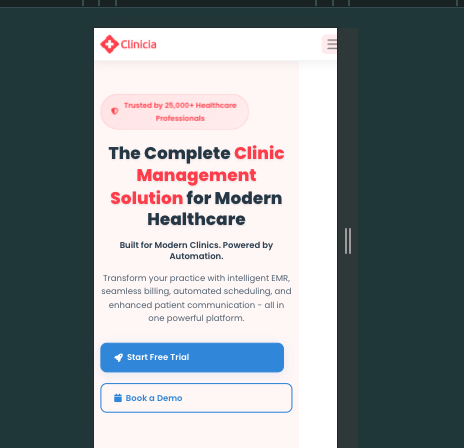 Clinicia
Trusted by 25,000+ Healthcare
Professionals
The Complete Clinic
Management
Solution for Modern
Healthcare
Built for Modern Clinics. Powered by
Automation.
Transform your practice with intelligent EMR,
seamless billing, automated scheduling, and
enhanced patient communication - all in
one powerful platform.
Start Free Trial
Book a Demo